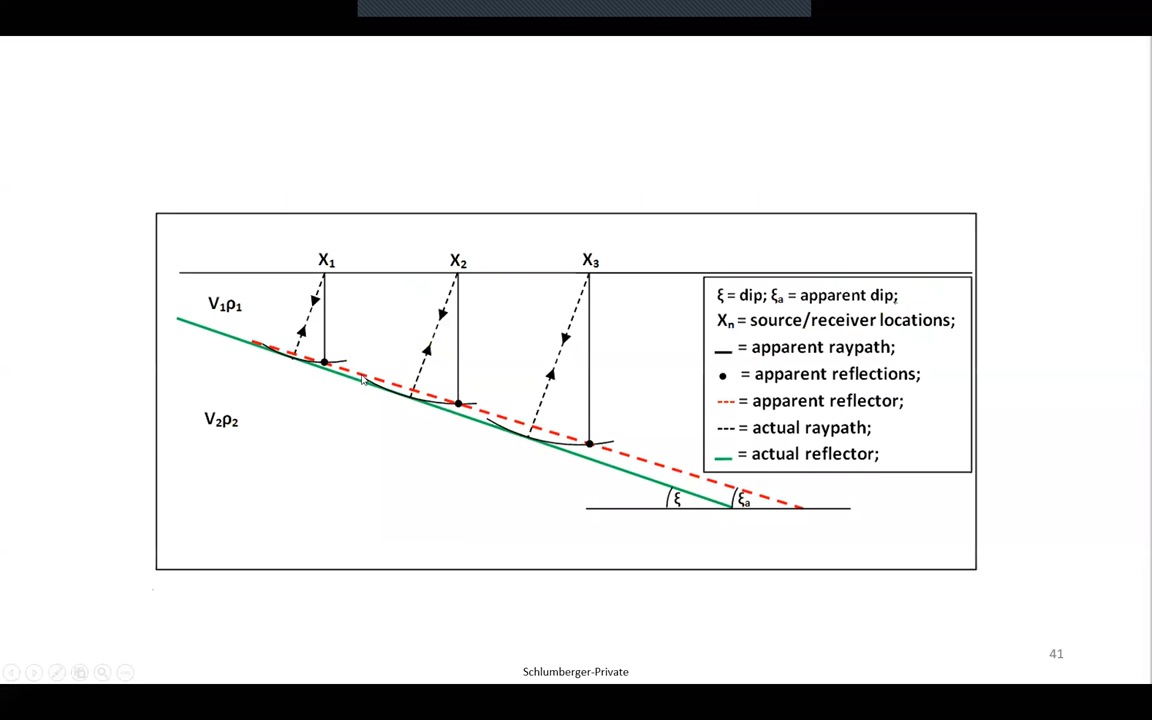 X₁ X₂ X₃
V₁ρ₁
ξ = dip; ξₐ = apparent dip;
Xₙ = source/receiver locations;
= apparent raypath;
= apparent reflections;
= apparent reflector;
= actual raypath;
= actual reflector;
V₂ρ₂
ξ ξₐ
41
Schlumberger-Private